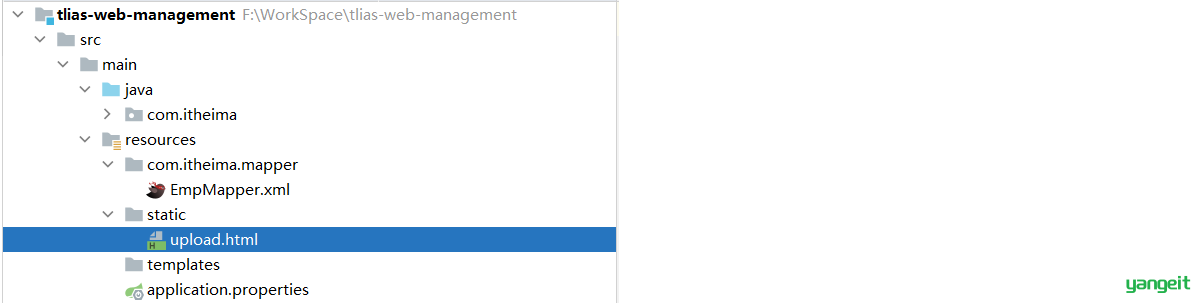 tlias-web-management F:\WorkSpace\tlias-web-management
src
main
java
com.itheima
resources
com.itheima.mapper
EmpMapper.xml
static
H upload.html
templates
application.properties
yangeit